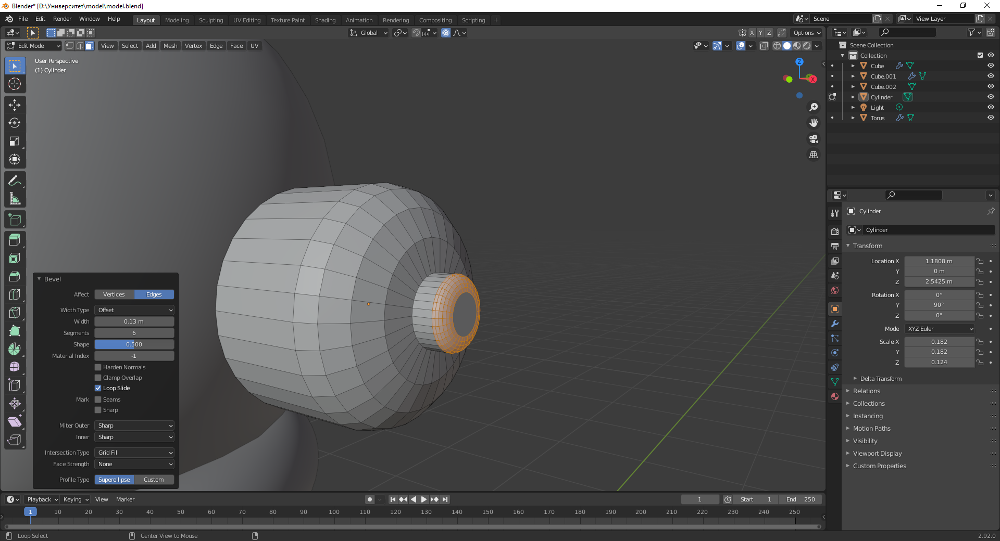 Blender* [D:\Университет\model\model.blend]
File Edit Render Window Help Layout Modeling Sculpting UV Editing Texture Paint Shading Animation Rendering Compositing Scripting + Scene View Layer
Global X Y Z Options
Edit Mode View Select Add Mesh Vertex Edge Face UV
User Perspective
(1) Cylinder
Z
X
Bevel
Affect Vertices Edges
Width Type Offset
Width 0.13 m
Segments 6
Shape 0.500
Material Index -1
Harden Normals
Clamp Overlap
Loop Slide
Mark Seams
Sharp
Miter Outer Sharp
Inner Sharp
Intersection Type Grid Fill
Face Strength None
Profile Type Superellipse Custom
Scene Collection
Collection
Cube
Cube.001
Cube.002
Cylinder
Light
Torus
Cylinder
Cylinder
Transform
Location X 1.1808 m
Y 0 m
Z 2.5425 m
Rotation X 0°
Y 90°
Z 0°
Mode XYZ Euler
Scale X 0.182
Y 0.182
Z 0.124
Delta Transform
Relations
Collections
Instancing
Motion Paths
Visibility
Viewport Display
Custom Properties
Playback Keying View Marker 1 Start 1 End 250
1 10 20 30 40 50 60 70 80 90 100 110 120 130 140 150 160 170 180 190 200 210 220 230 240 250
Loop Select Center View to Mouse 2.92.0